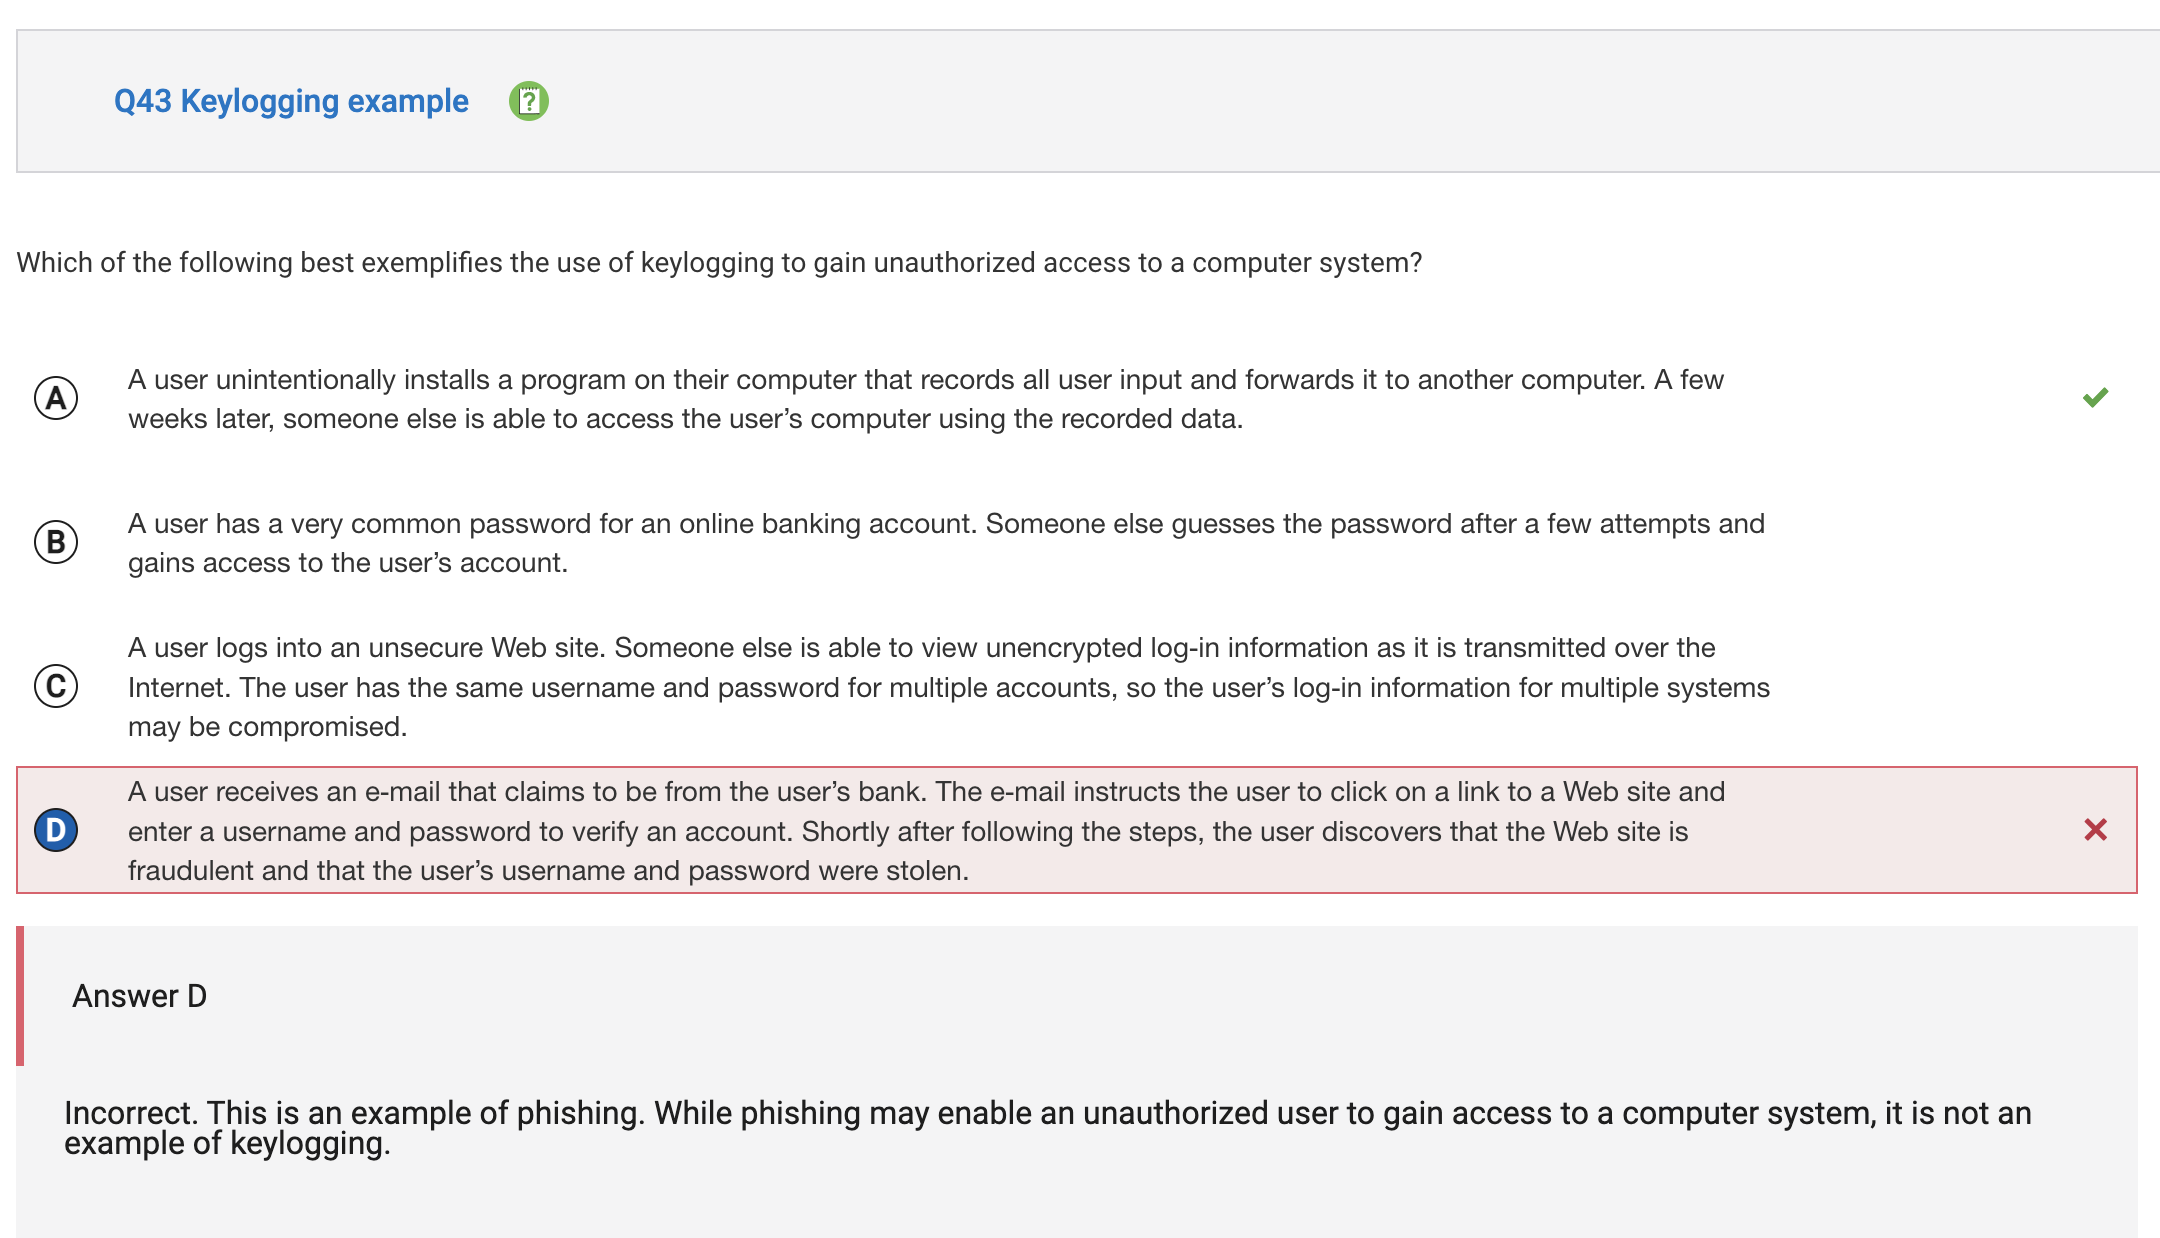 Q43 Keylogging example
?
Which of the following best exemplifies the use of keylogging to gain unauthorized access to a computer system?
A
A user unintentionally installs a program on their computer that records all user input and forwards it to another computer. A few
weeks later, someone else is able to access the user’s computer using the recorded data.
B
A user has a very common password for an online banking account. Someone else guesses the password after a few attempts and
gains access to the user’s account.
C
A user logs into an unsecure Web site. Someone else is able to view unencrypted log-in information as it is transmitted over the
Internet. The user has the same username and password for multiple accounts, so the user’s log-in information for multiple systems
may be compromised.
D
A user receives an e-mail that claims to be from the user’s bank. The e-mail instructs the user to click on a link to a Web site and
enter a username and password to verify an account. Shortly after following the steps, the user discovers that the Web site is
fraudulent and that the user’s username and password were stolen.
Answer D
Incorrect. This is an example of phishing. While phishing may enable an unauthorized user to gain access to a computer system, it is not an
example of keylogging.